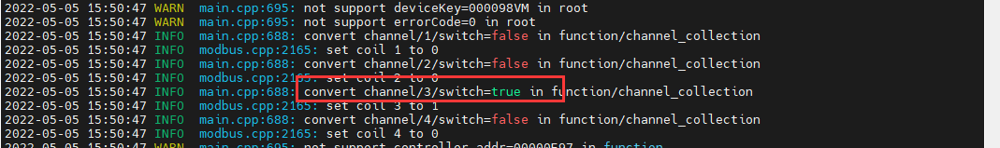 2022-05-05 15:50:47 WARN main.cpp:695: not support deviceKey=000098VM in root
2022-05-05 15:50:47 WARN main.cpp:695: not support errorCode=0 in root
2022-05-05 15:50:47 INFO main.cpp:688: convert channel/1/switch=false in function/channel_collection
2022-05-05 15:50:47 INFO modbus.cpp:2165: set coil 1 to 0
2022-05-05 15:50:47 INFO main.cpp:688: convert channel/2/switch=false in function/channel_collection
2022-05-05 15:50:47 INFO modbus.cpp:2165: set coil 2 to 0
2022-05-05 15:50:47 INFO main.cpp:688: convert channel/3/switch=true in function/channel_collection
2022-05-05 15:50:47 INFO modbus.cpp:2165: set coil 3 to 1
2022-05-05 15:50:47 INFO main.cpp:688: convert channel/4/switch=false in function/channel_collection
2022-05-05 15:50:47 INFO modbus.cpp:2165: set coil 4 to 0
2022-05-05 15:50:47 WARN main.cpp:695: not support controller_addr=00000E97 in function